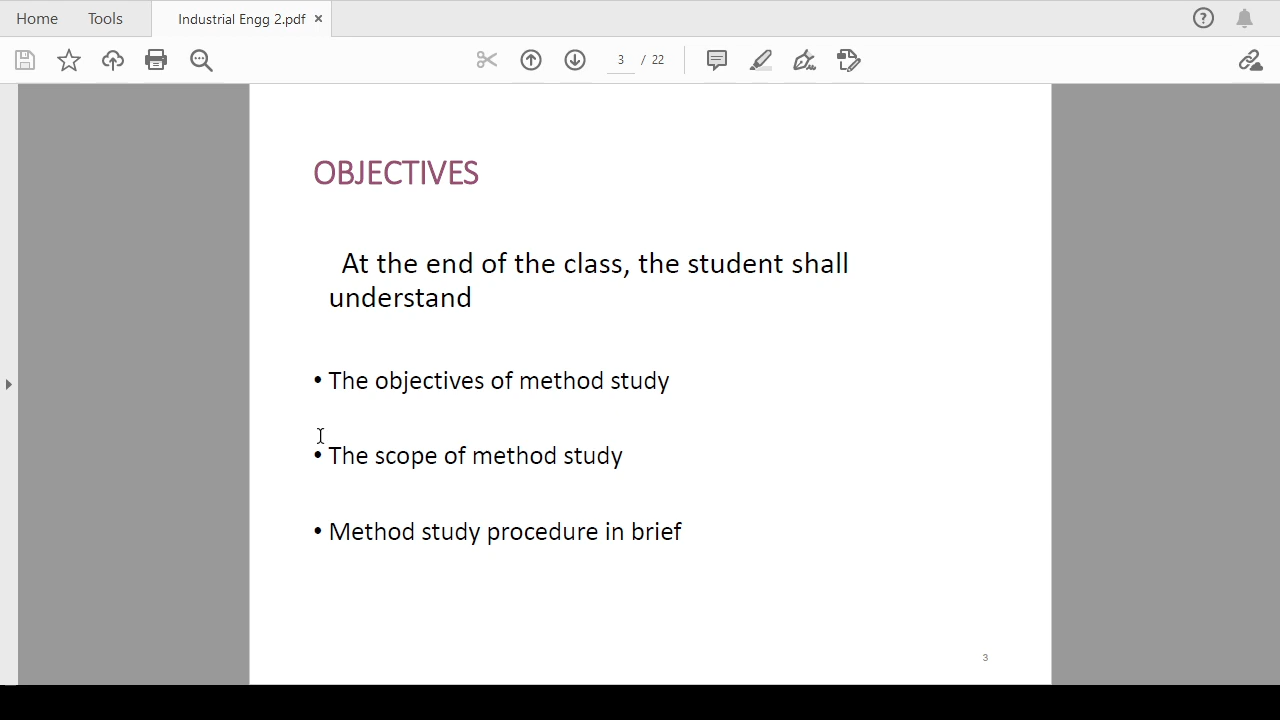 Home Tools Industrial Engg 2.pdf ×
3 / 22
OBJECTIVES
At the end of the class, the student shall
understand
• The objectives of method study
• The scope of method study
• Method study procedure in brief
3